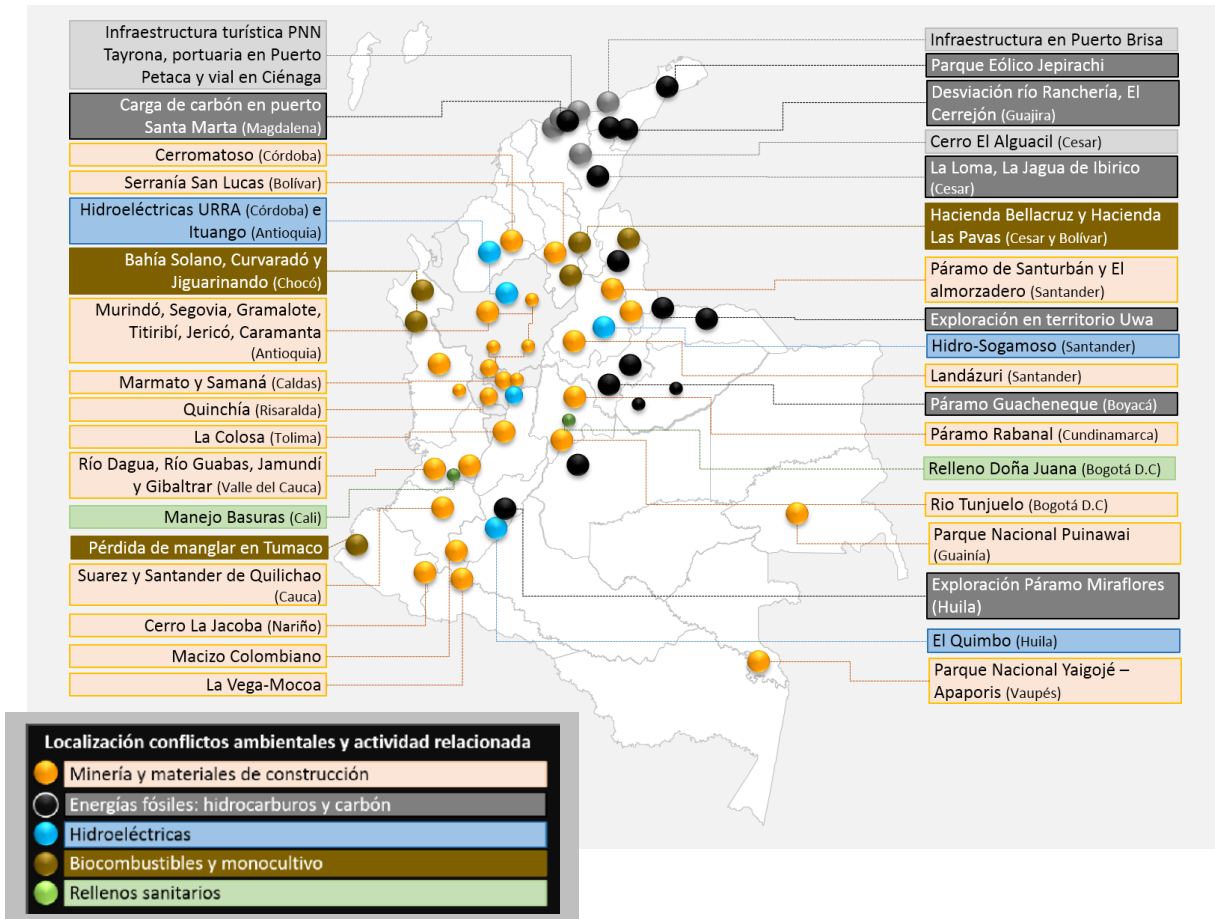 Infraestructura turística PNN
Tayrona, portuaria en Puerto
Petaca y vial en Ciénaga
Carga de carbón en puerto
Santa Marta (Magdalena)
Cerromatoso (Córdoba)
Serranía San Lucas (Bolívar)
Hidroeléctricas URRA (Córdoba) e
Ituango (Antioquia)
Bahía Solano, Curvaradó y
Jiguarinando (Chocó)
Murindó, Segovia, Gramalote,
Titiribí, Jericó, Caramanta
(Antioquia)
Marmato y Samaná (Caldas)
Quinchía (Risaralda)
La Colosa (Tolima)
Río Dagua, Río Guabas, Jamundí
y Gibaltrar (Valle del Cauca)
Manejo Basuras (Cali)
Pérdida de manglar en Tumaco
Suarez y Santander de Quilichao
(Cauca)
Cerro La Jacoba (Nariño)
Macizo Colombiano
La Vega-Mocoa
Infraestructura en Puerto Brisa
Parque Eólico Jepirachi
Desviación río Ranchería, El
Cerrejón (Guajira)
Cerro El Alguacil (Cesar)
La Loma, La Jagua de Ibirico
(Cesar)
Hacienda Bellacruz y Hacienda
Las Pavas (Cesar y Bolívar)
Páramo de Santurbán y El
almorzadero (Santander)
Exploración en territorio Uwa
Hidro-Sogamoso (Santander)
Landázuri (Santander)
Páramo Guacheneque (Boyacá)
Páramo Rabanal (Cundinamarca)
Relleno Doña Juana (Bogotá D.C)
Rio Tunjuelo (Bogotá D.C)
Parque Nacional Puinawai
(Guainía)
Exploración Páramo Miraflores
(Huila)
El Quimbo (Huila)
Parque Nacional Yaigojé –
Apaporis (Vaupés)
Localización conflictos ambientales y actividad relacionada
Minería y materiales de construcción
Energías fósiles: hidrocarburos y carbón
Hidroeléctricas
Biocombustibles y monocultivo
Rellenos sanitarios